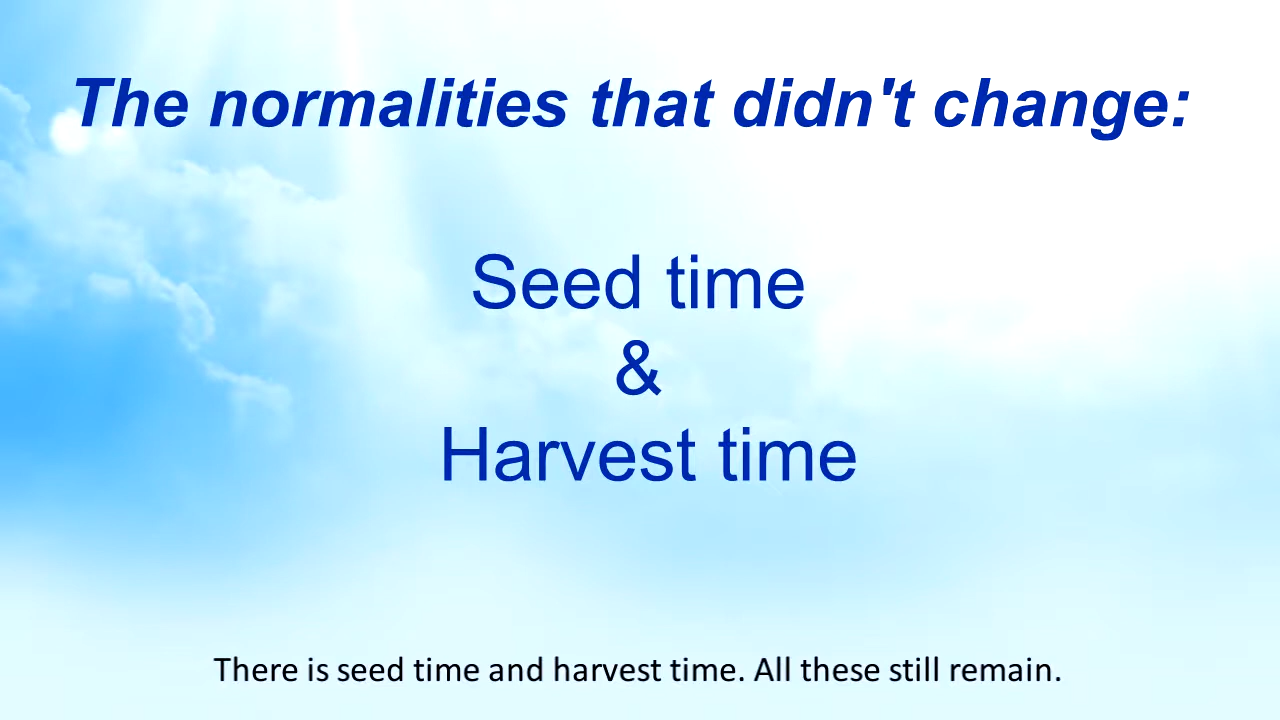 The normalities that didn't change:
Seed time
&
Harvest time
There is seed time and harvest time. All these still remain.